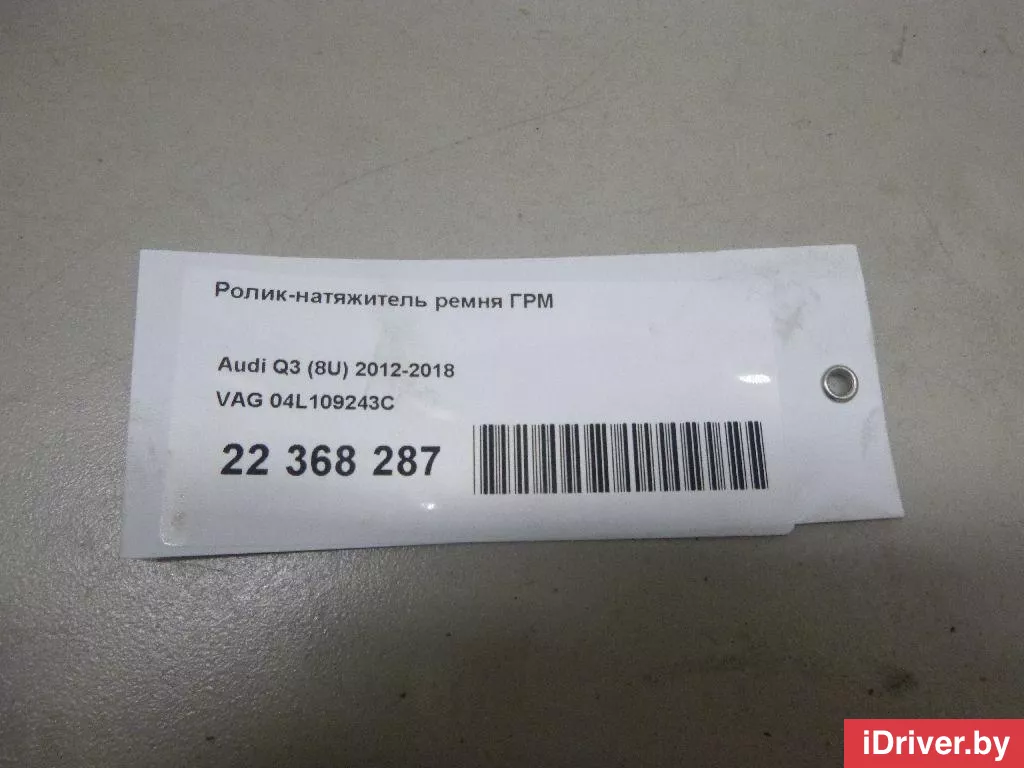 Ролик-натяжитель ремня ГРМ
Audi Q3 (8U) 2012-2018
VAG 04L109243C
22 368 287
iDriver.by